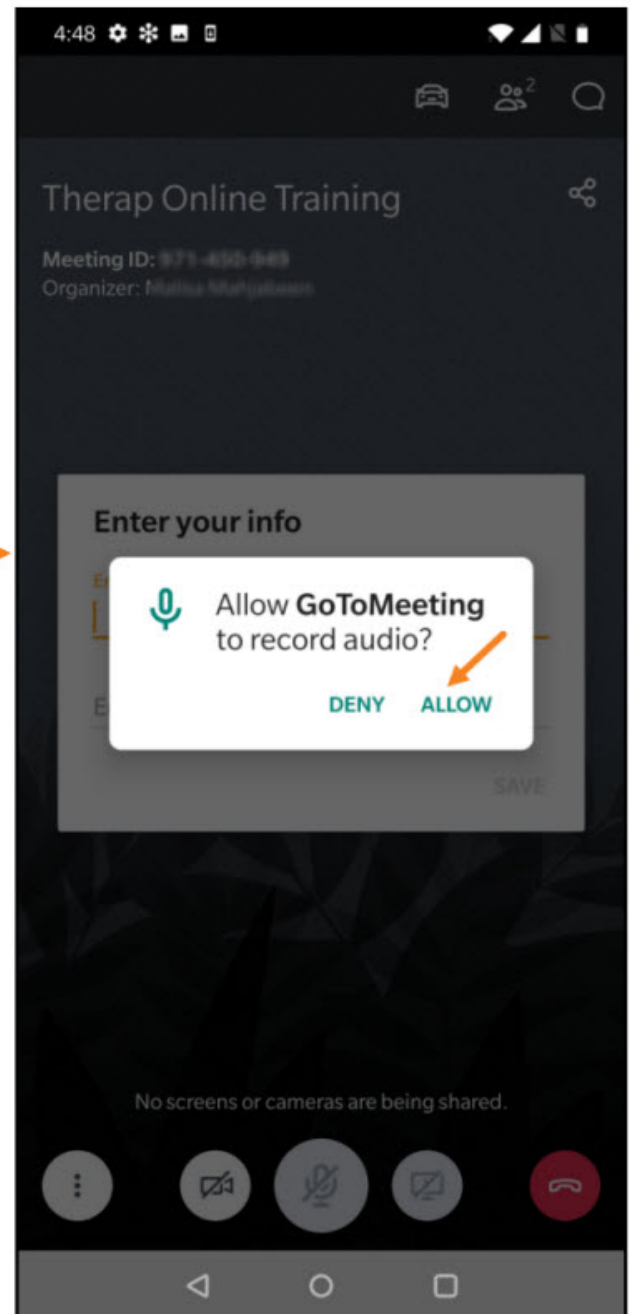 4:48
2
Therap Online Training
Meeting ID:
Organizer:
Enter your info
Allow GoToMeeting
to record audio?
DENY ALLOW
SAVE
No screens or cameras are being shared.